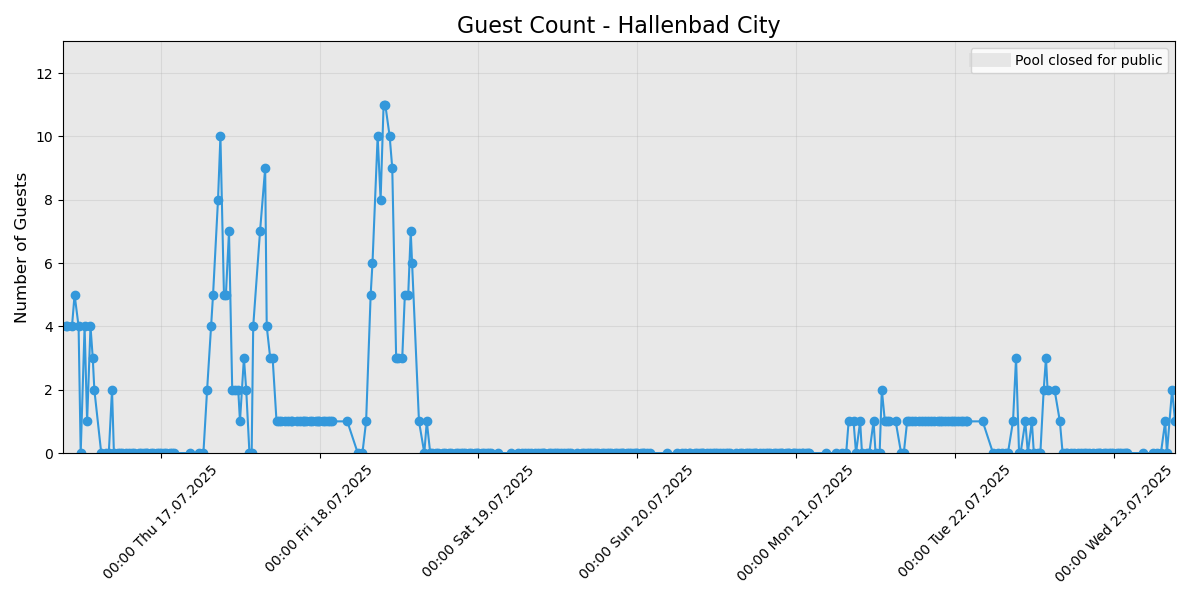 Guest Count - Hallenbad City
Pool closed for public
Number of Guests
12
10
8
6
4
2
0
00:00 Thu 17.07.2025
00:00 Fri 18.07.2025
00:00 Sat 19.07.2025
00:00 Sun 20.07.2025
00:00 Mon 21.07.2025
00:00 Tue 22.07.2025
00:00 Wed 23.07.2025